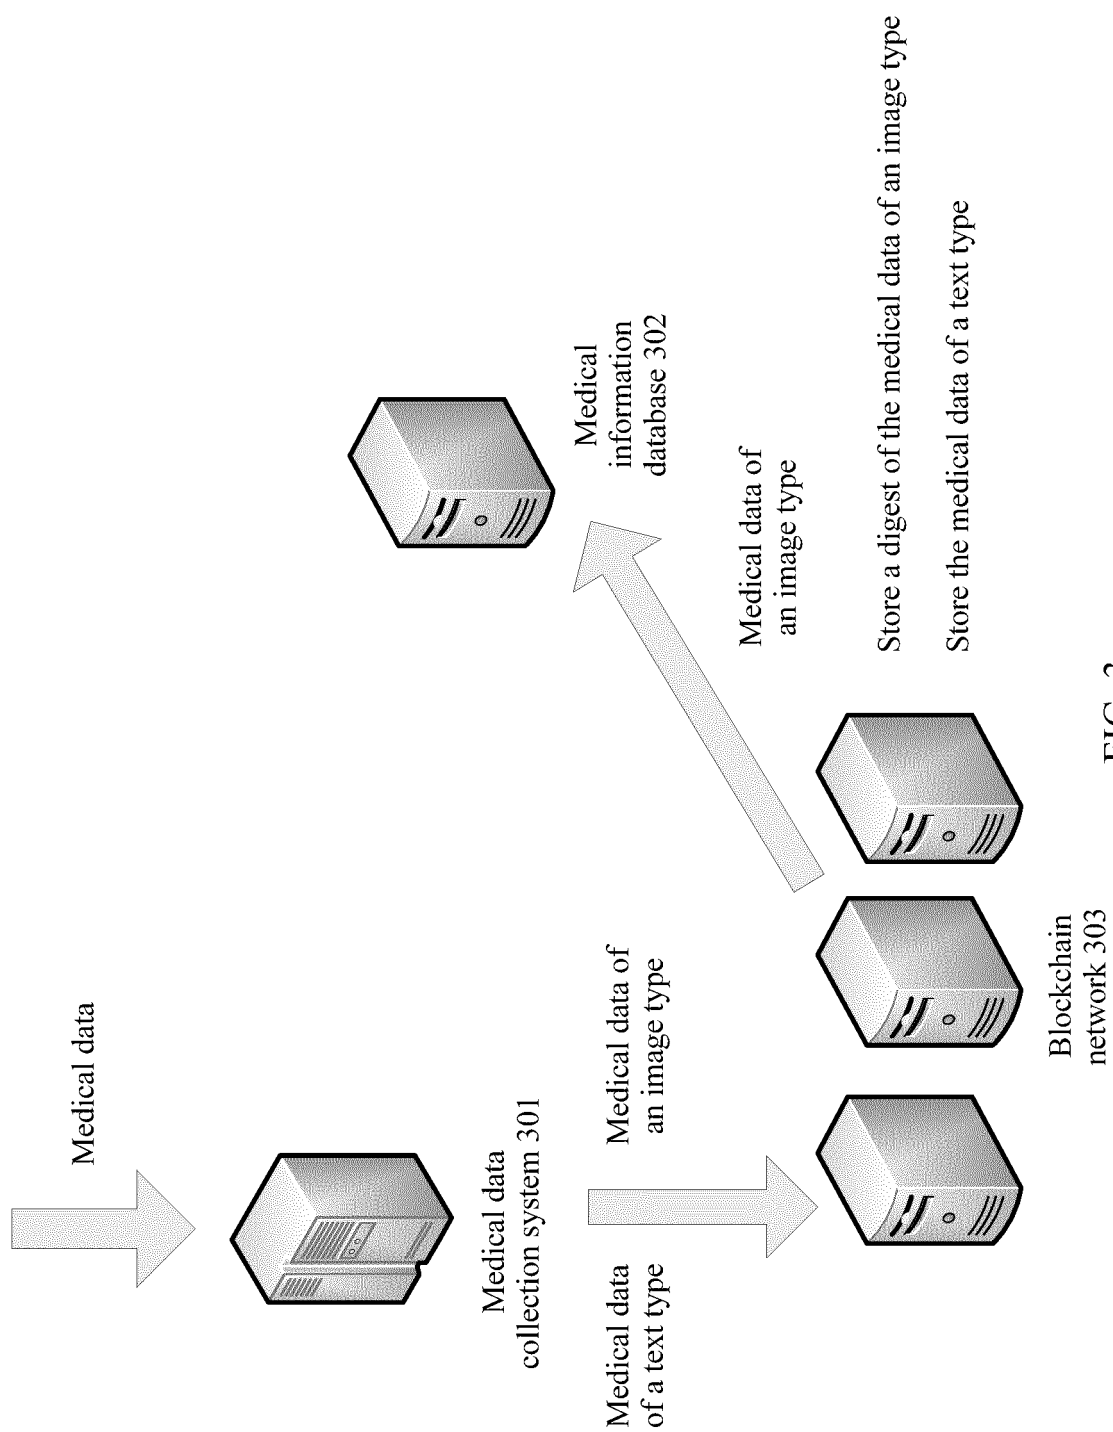 Medical data
Medical data
collection system 301
Medical data
of a text type
Medical data of
an image type
Blockchain
network 303
Medical data of
an image type
Medical
information
database 302
Store a digest of the medical data of an image type
Store the medical data of a text type
FIG.